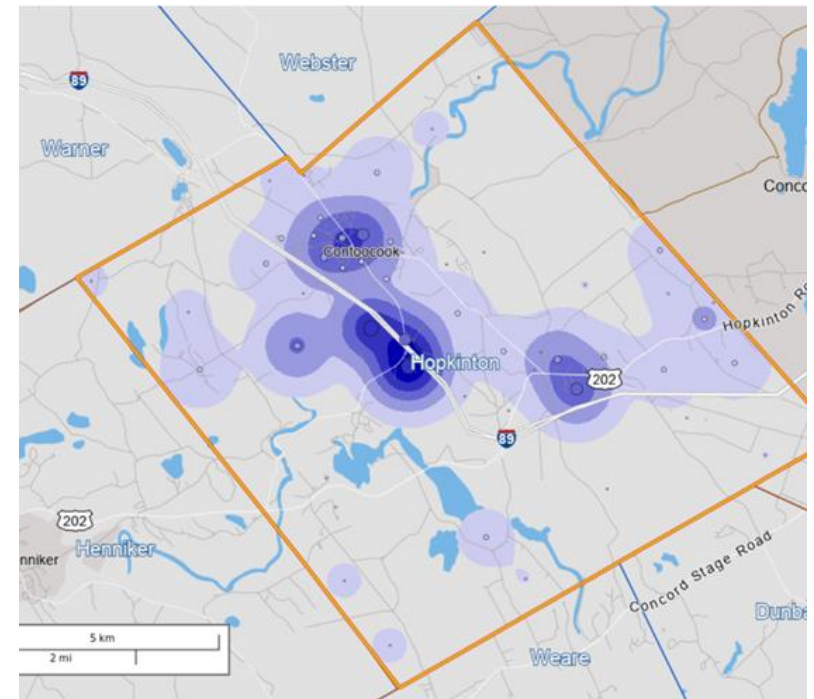 Webster
89
Warner
Conco
Contoocook
Hopkinton Ro
Hopkinton
202
89
202
Henniker
nniker
Concord Stage Road
Dunba
5 km
2 mi
Weare